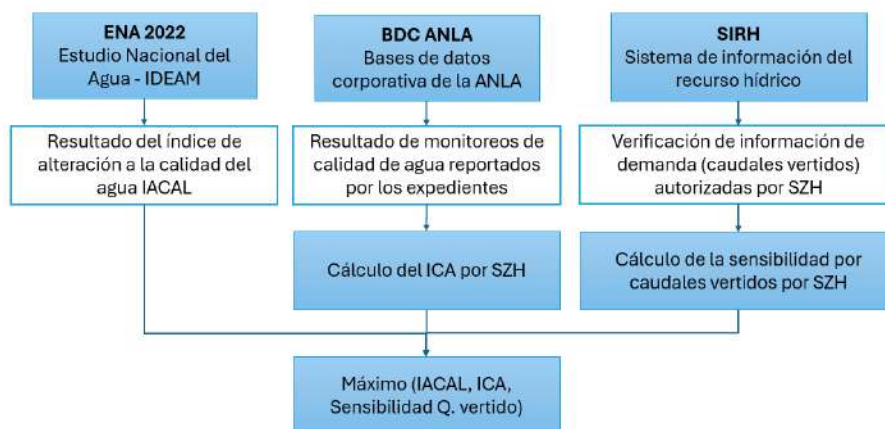 ENA 2022
Estudio Nacional del
Agua - IDEAM
BDC ANLA
Bases de datos
corporativa de la ANLA
SIRH
Sistema de información del
recurso hídrico
Resultado del índice de
alteración a la calidad del
agua IACAL
Resultado de monitoreos de
calidad de agua reportados
por los expedientes
Verificación de información de
demanda (caudales vertidos)
autorizadas por SZH
Cálculo del ICA por SZH
Cálculo de la sensibilidad por
caudales vertidos por SZH
Máximo (IACAL, ICA,
Sensibilidad Q. vertido)